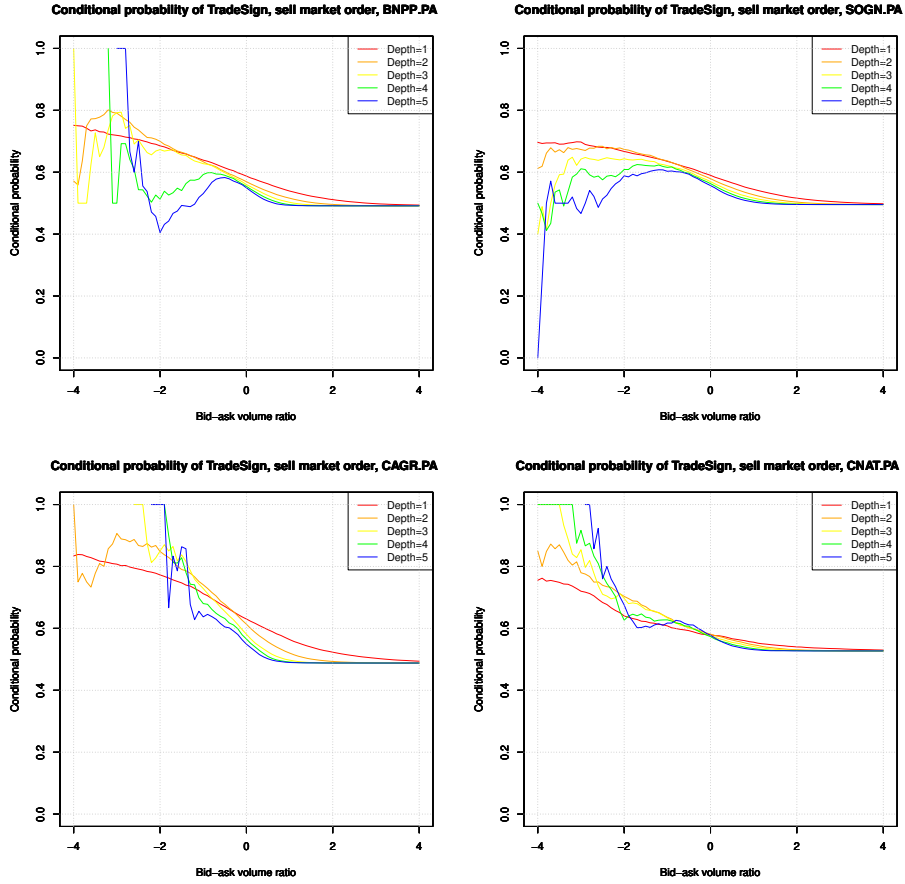 Conditional probability of TradeSign, sell market order, BNPP.PA
Conditional probability
1.0
0.8
0.6
0.4
0.2
0.0
Depth=1
Depth=2
Depth=3
Depth=4
Depth=5
−4 −2 0 2 4
Bid−ask volume ratio
Conditional probability of TradeSign, sell market order, SOGN.PA
Conditional probability
1.0
0.8
0.6
0.4
0.2
0.0
Depth=1
Depth=2
Depth=3
Depth=4
Depth=5
−4 −2 0 2 4
Bid−ask volume ratio
Conditional probability of TradeSign, sell market order, CAGR.PA
Conditional probability
1.0
0.8
0.6
0.4
0.2
0.0
Depth=1
Depth=2
Depth=3
Depth=4
Depth=5
−4 −2 0 2 4
Bid−ask volume ratio
Conditional probability of TradeSign, sell market order, CNAT.PA
Conditional probability
1.0
0.8
0.6
0.4
0.2
0.0
Depth=1
Depth=2
Depth=3
Depth=4
Depth=5
−4 −2 0 2 4
Bid−ask volume ratio